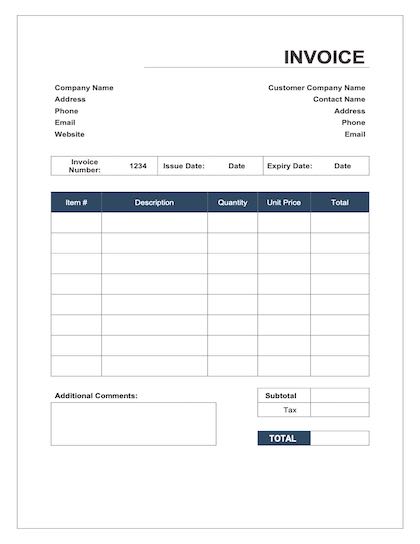 INVOICE
Company Name
Address
Phone
Email
Website
Customer Company Name
Contact Name
Address
Phone
Email
Invoice
Number:
1234
Issue Date:
Date
Expiry Date:
Date
Item # Description Quantity Unit Price Total
Additional Comments:
Subtotal
Tax
TOTAL